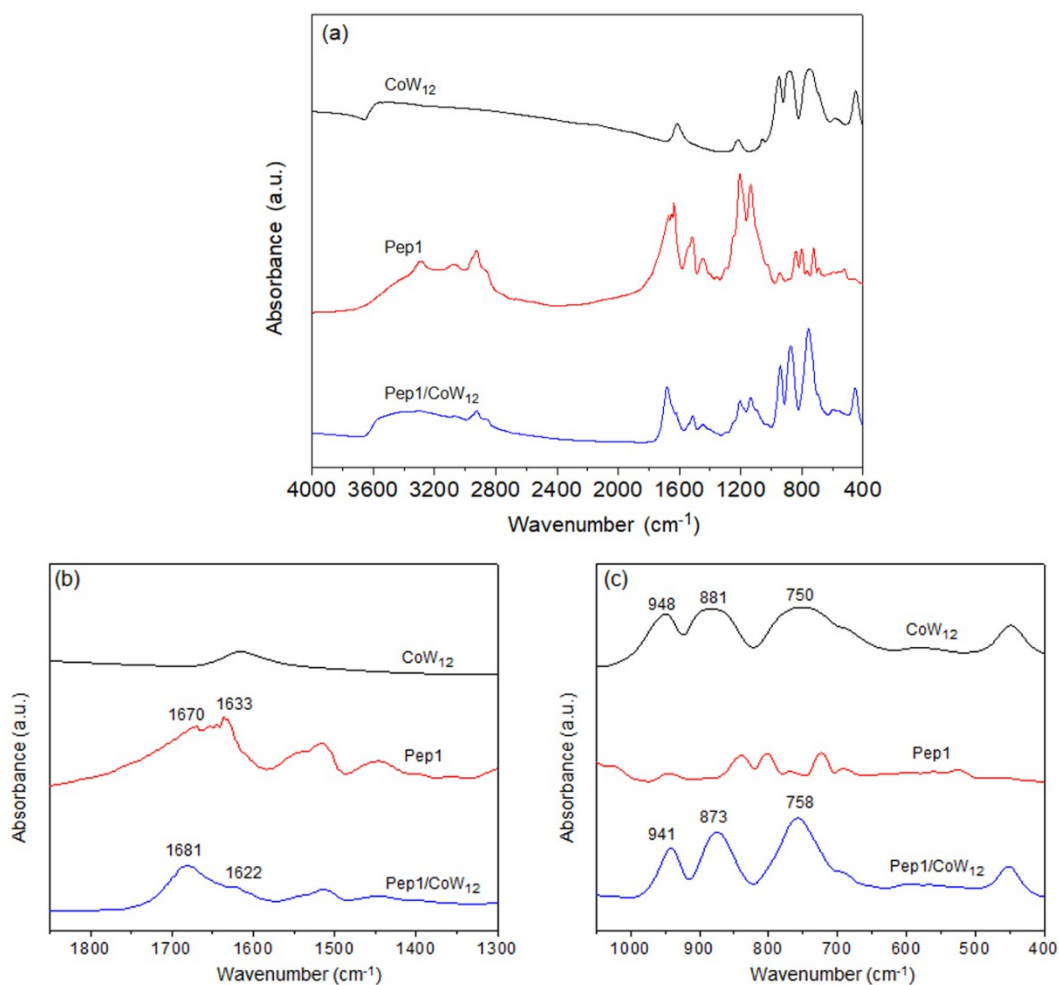 (a)
CoW₁₂
Pep1
Pep1/CoW₁₂
Absorbance (a.u.)
4000 3600 3200 2800 2400 2000 1600 1200 800 400
Wavenumber (cm⁻¹)
(b)
CoW₁₂
1670
1633
Pep1
1681
1622
Pep1/CoW₁₂
Absorbance (a.u.)
1800 1700 1600 1500 1400 1300
Wavenumber (cm⁻¹)
(c)
948
881
750
CoW₁₂
Pep1
941
873
758
Pep1/CoW₁₂
Absorbance (a.u.)
1000 900 800 700 600 500 400
Wavenumber (cm⁻¹)